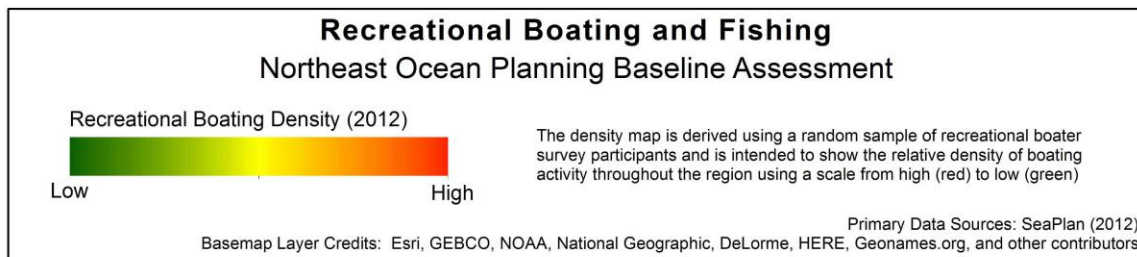 Recreational Boating and Fishing
Northeast Ocean Planning Baseline Assessment
Recreational Boating Density (2012)
Low
High
The density map is derived using a random sample of recreational boater
survey participants and is intended to show the relative density of boating
activity throughout the region using a scale from high (red) to low (green)
Primary Data Sources: SeaPlan (2012)
Basemap Layer Credits: Esri, GEBCO, NOAA, National Geographic, DeLorme, HERE, Geonames.org, and other contributors